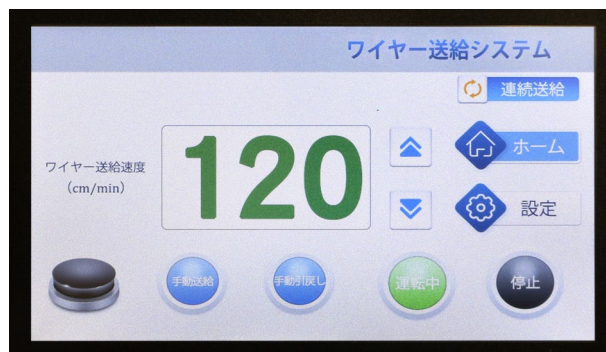 ワイヤー送給システム
連続送給
ワイヤー送給速度
（cm/min）
120
ホーム
設定
手動送給
手動引戻し
運転中
停止